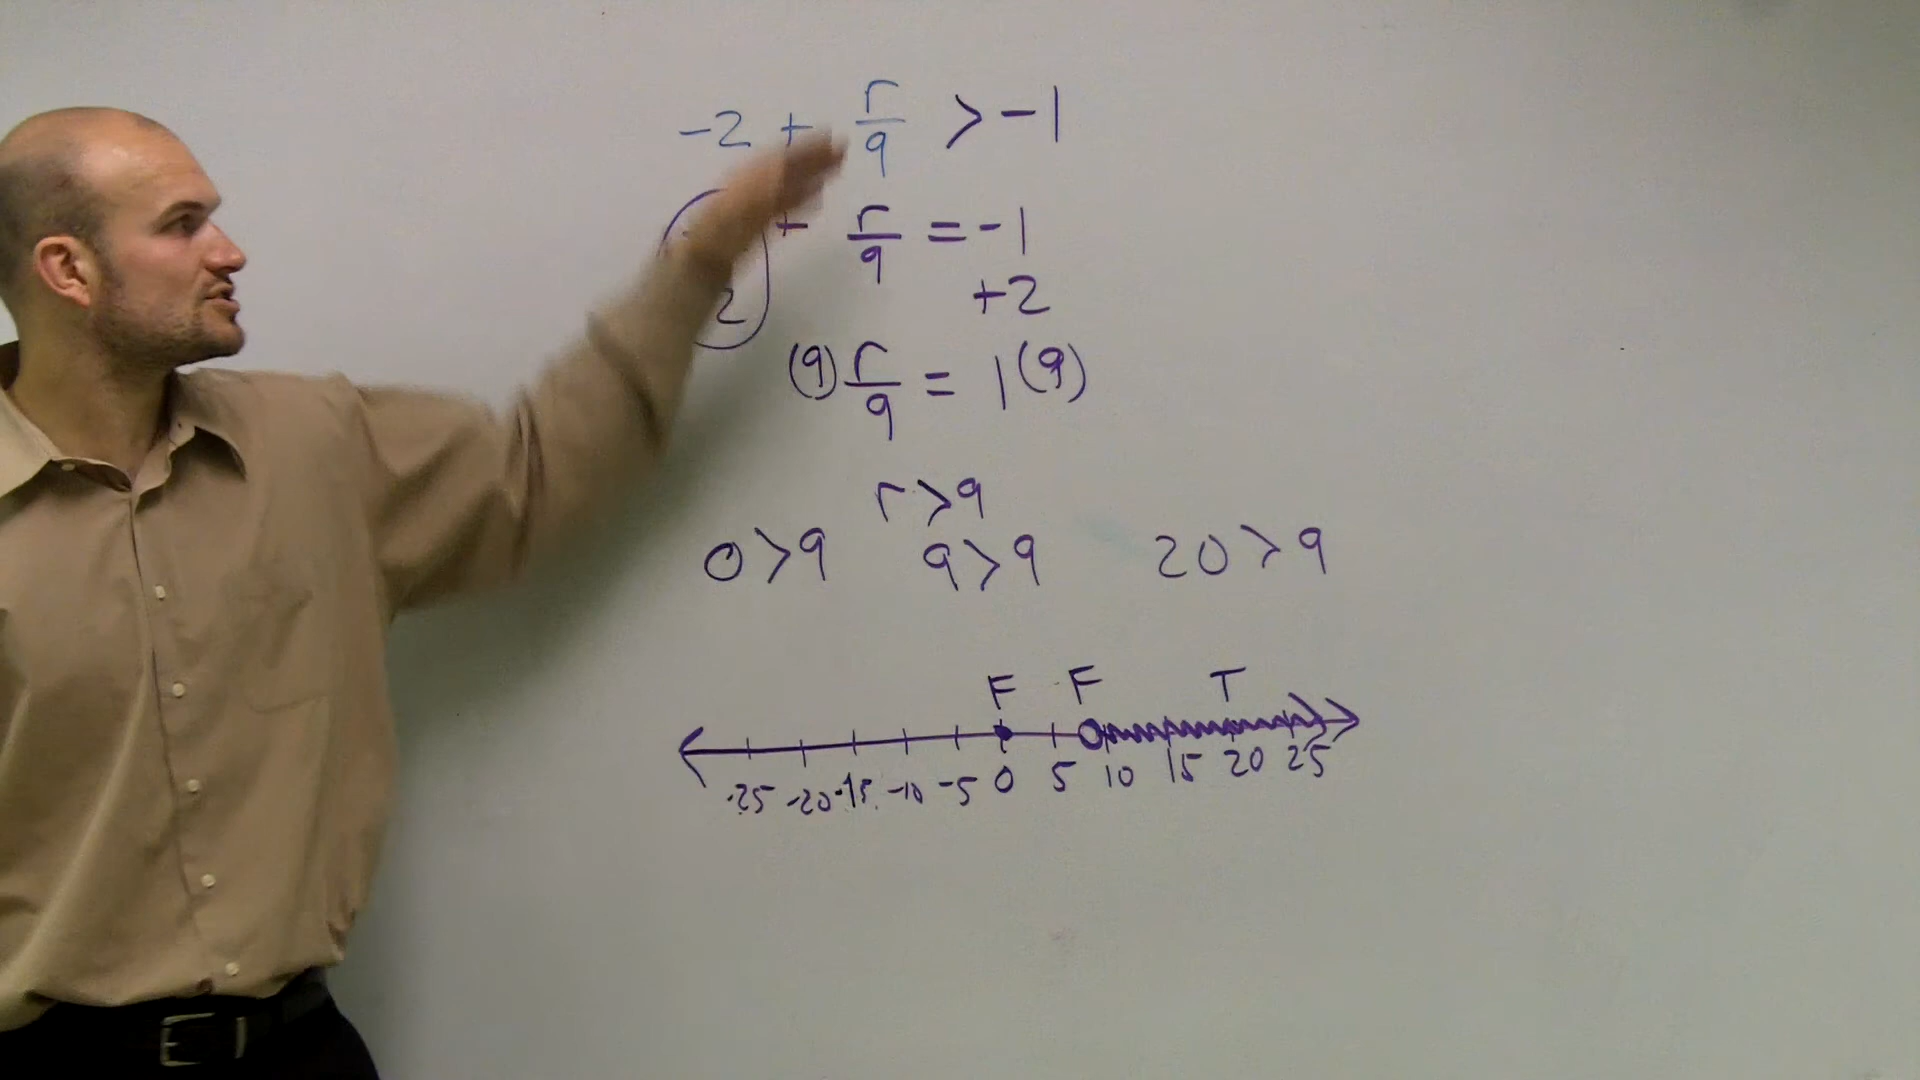 -2 + r/9 > -1
+ r/9 = -1
2 +2
(9) r/9 = 1 (9)
r > 9
0 > 9 9 > 9 20 > 9
F F T
-25 -20 -15 -10 -5 0 5 10 15 20 25